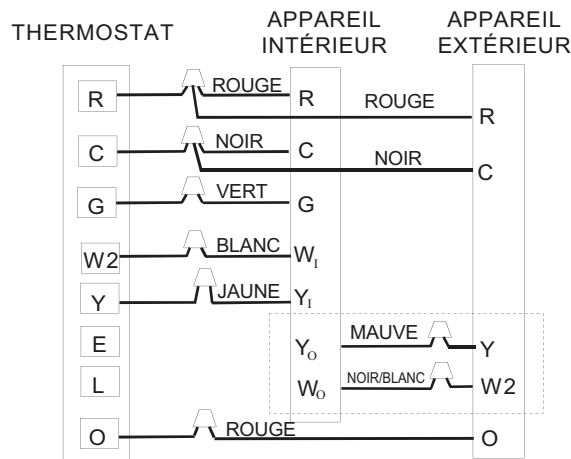 THERMOSTAT
APPAREIL
INTÉRIEUR
APPAREIL
EXTÉRIEUR
R ROUGE R ROUGE R
C NOIR C NOIR C
G VERT G
W2 BLANC WI
Y JAUNE YI
E YO MAUVE Y
L WO NOIR/BLANC W2
O ROUGE O